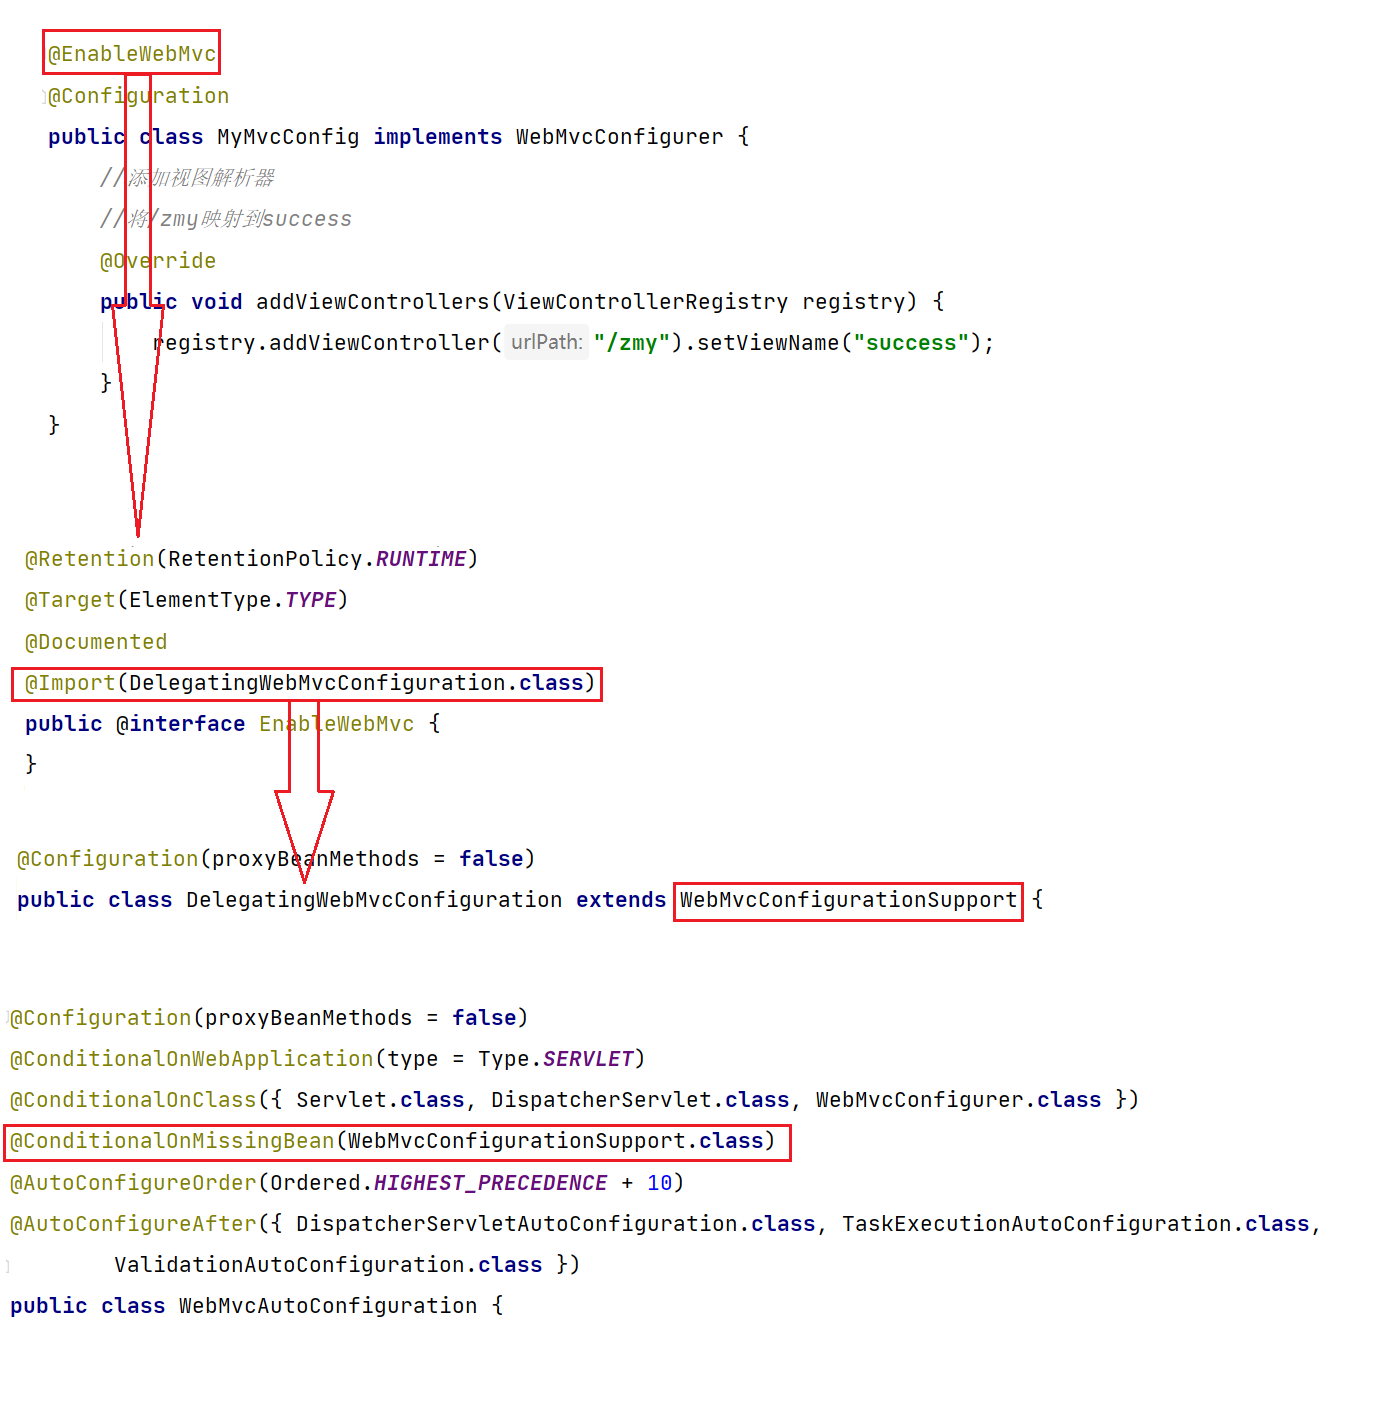 @EnableWebMvc
@Configuration
public class MyMvcConfig implements WebMvcConfigurer {
//添加视图解析器
//将/zmy映射到success
@Override
public void addViewControllers(ViewControllerRegistry registry) {
registry.addViewController( urlPath: "/zmy").setViewName("success");
}
}
@Retention(RetentionPolicy.RUNTIME)
@Target(ElementType.TYPE)
@Documented
@Import(DelegatingWebMvcConfiguration.class)
public @interface EnableWebMvc {
}
@Configuration(proxyBeanMethods = false)
public class DelegatingWebMvcConfiguration extends WebMvcConfigurationSupport {
@Configuration(proxyBeanMethods = false)
@ConditionalOnWebApplication(type = Type.SERVLET)
@ConditionalOnClass({ Servlet.class, DispatcherServlet.class, WebMvcConfigurer.class })
@ConditionalOnMissingBean(WebMvcConfigurationSupport.class)
@AutoConfigureOrder(Ordered.HIGHEST_PRECEDENCE + 10)
@AutoConfigureAfter({ DispatcherServletAutoConfiguration.class, TaskExecutionAutoConfiguration.class,
ValidationAutoConfiguration.class })
public class WebMvcAutoConfiguration {